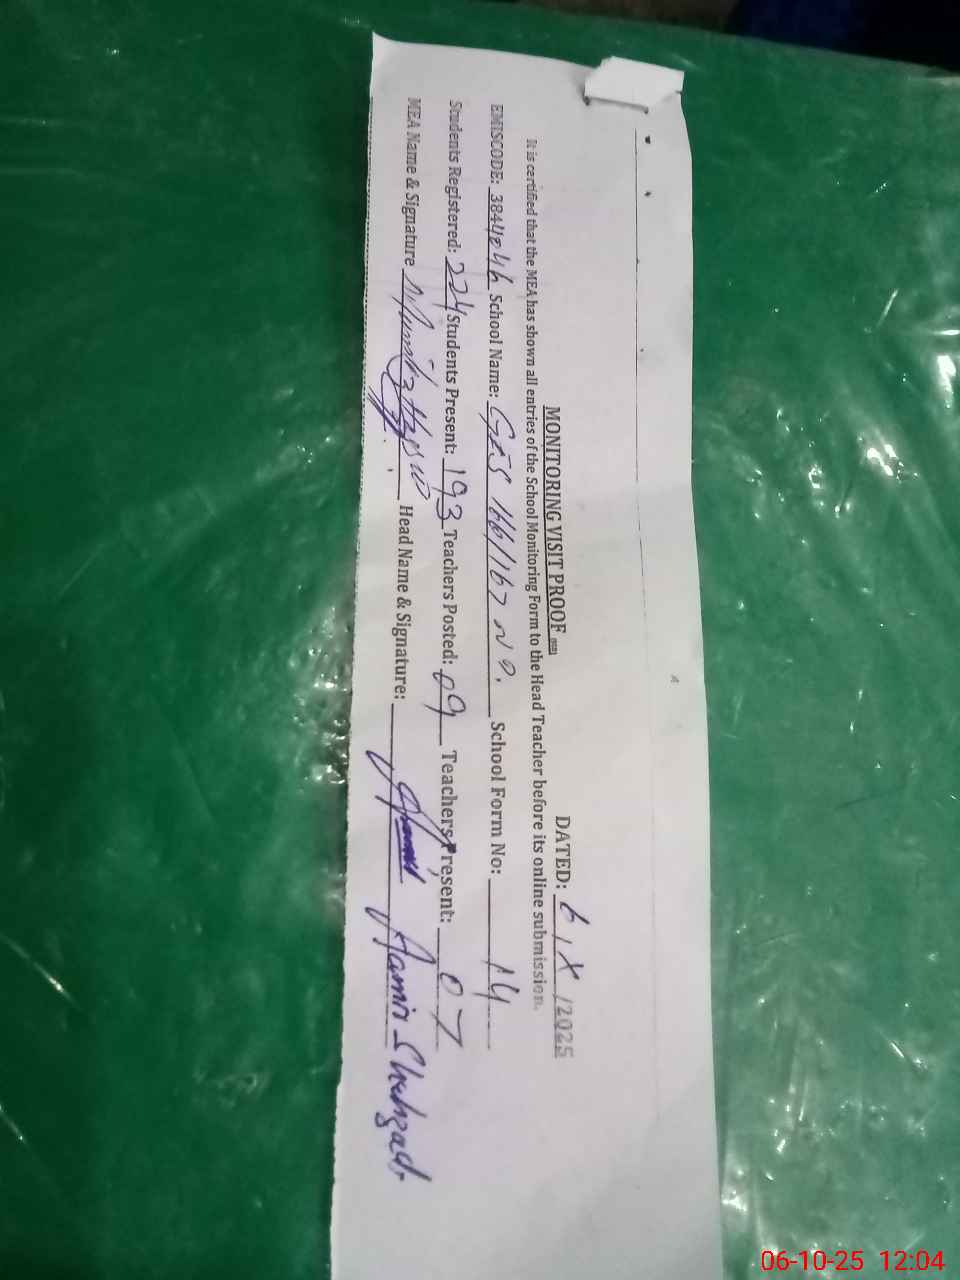 MONITORING VISIT PROOF
DATED: 6 / X /2025
It is certified that the MEA has shown all entries of the School Monitoring Form to the Head Teacher before its online submission.
EMISCODE: 384 School Name: 166/167 School Form No: 14
Students Registered: 224 Students Present: 193 Teachers Posted: 09 Teachers Present: 07
MEA Name & Signature Head Name & Signature: Aamir Shahzad
06-10-25 12:04